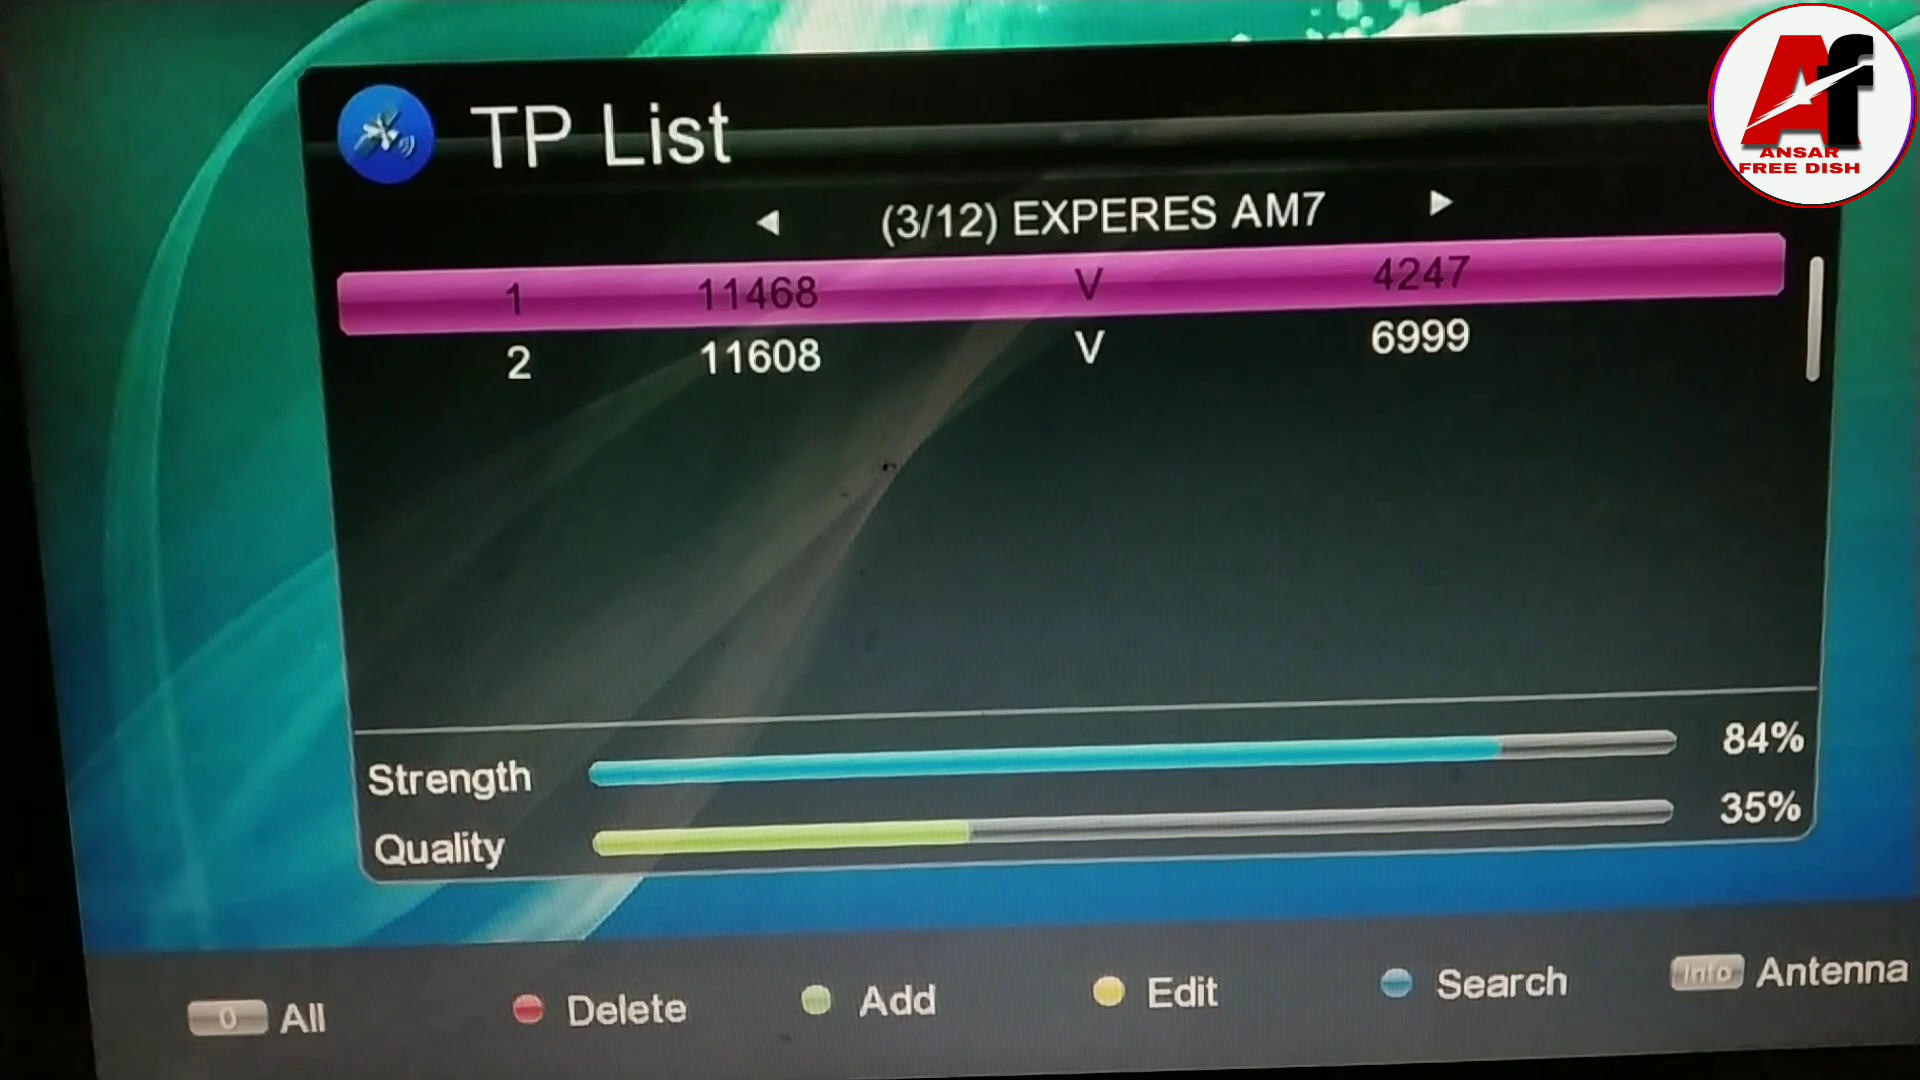 Af
ANSAR
FREE DISH
TP List
(3/12) EXPERES AM7
1 11468 V 4247
2 11608 V 6999
Strength 84%
Quality 35%
0 All Delete Add Edit Search Info Antenna